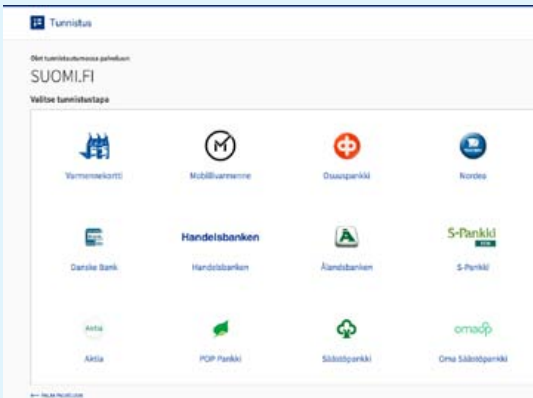 Tunnistus
Olet tunnistautumassa palveluun
SUOMI.FI
Valitse tunnistustapa
Varmennekortti Mobiilivarmenne Osuuspankki Nordea
Handelsbanken S-Pankki
Danske Bank Handelsbanken Ålandsbanken S-Pankki
Aktia omasp
Aktia POP Pankki Säästöpankki Oma Säästöpankki